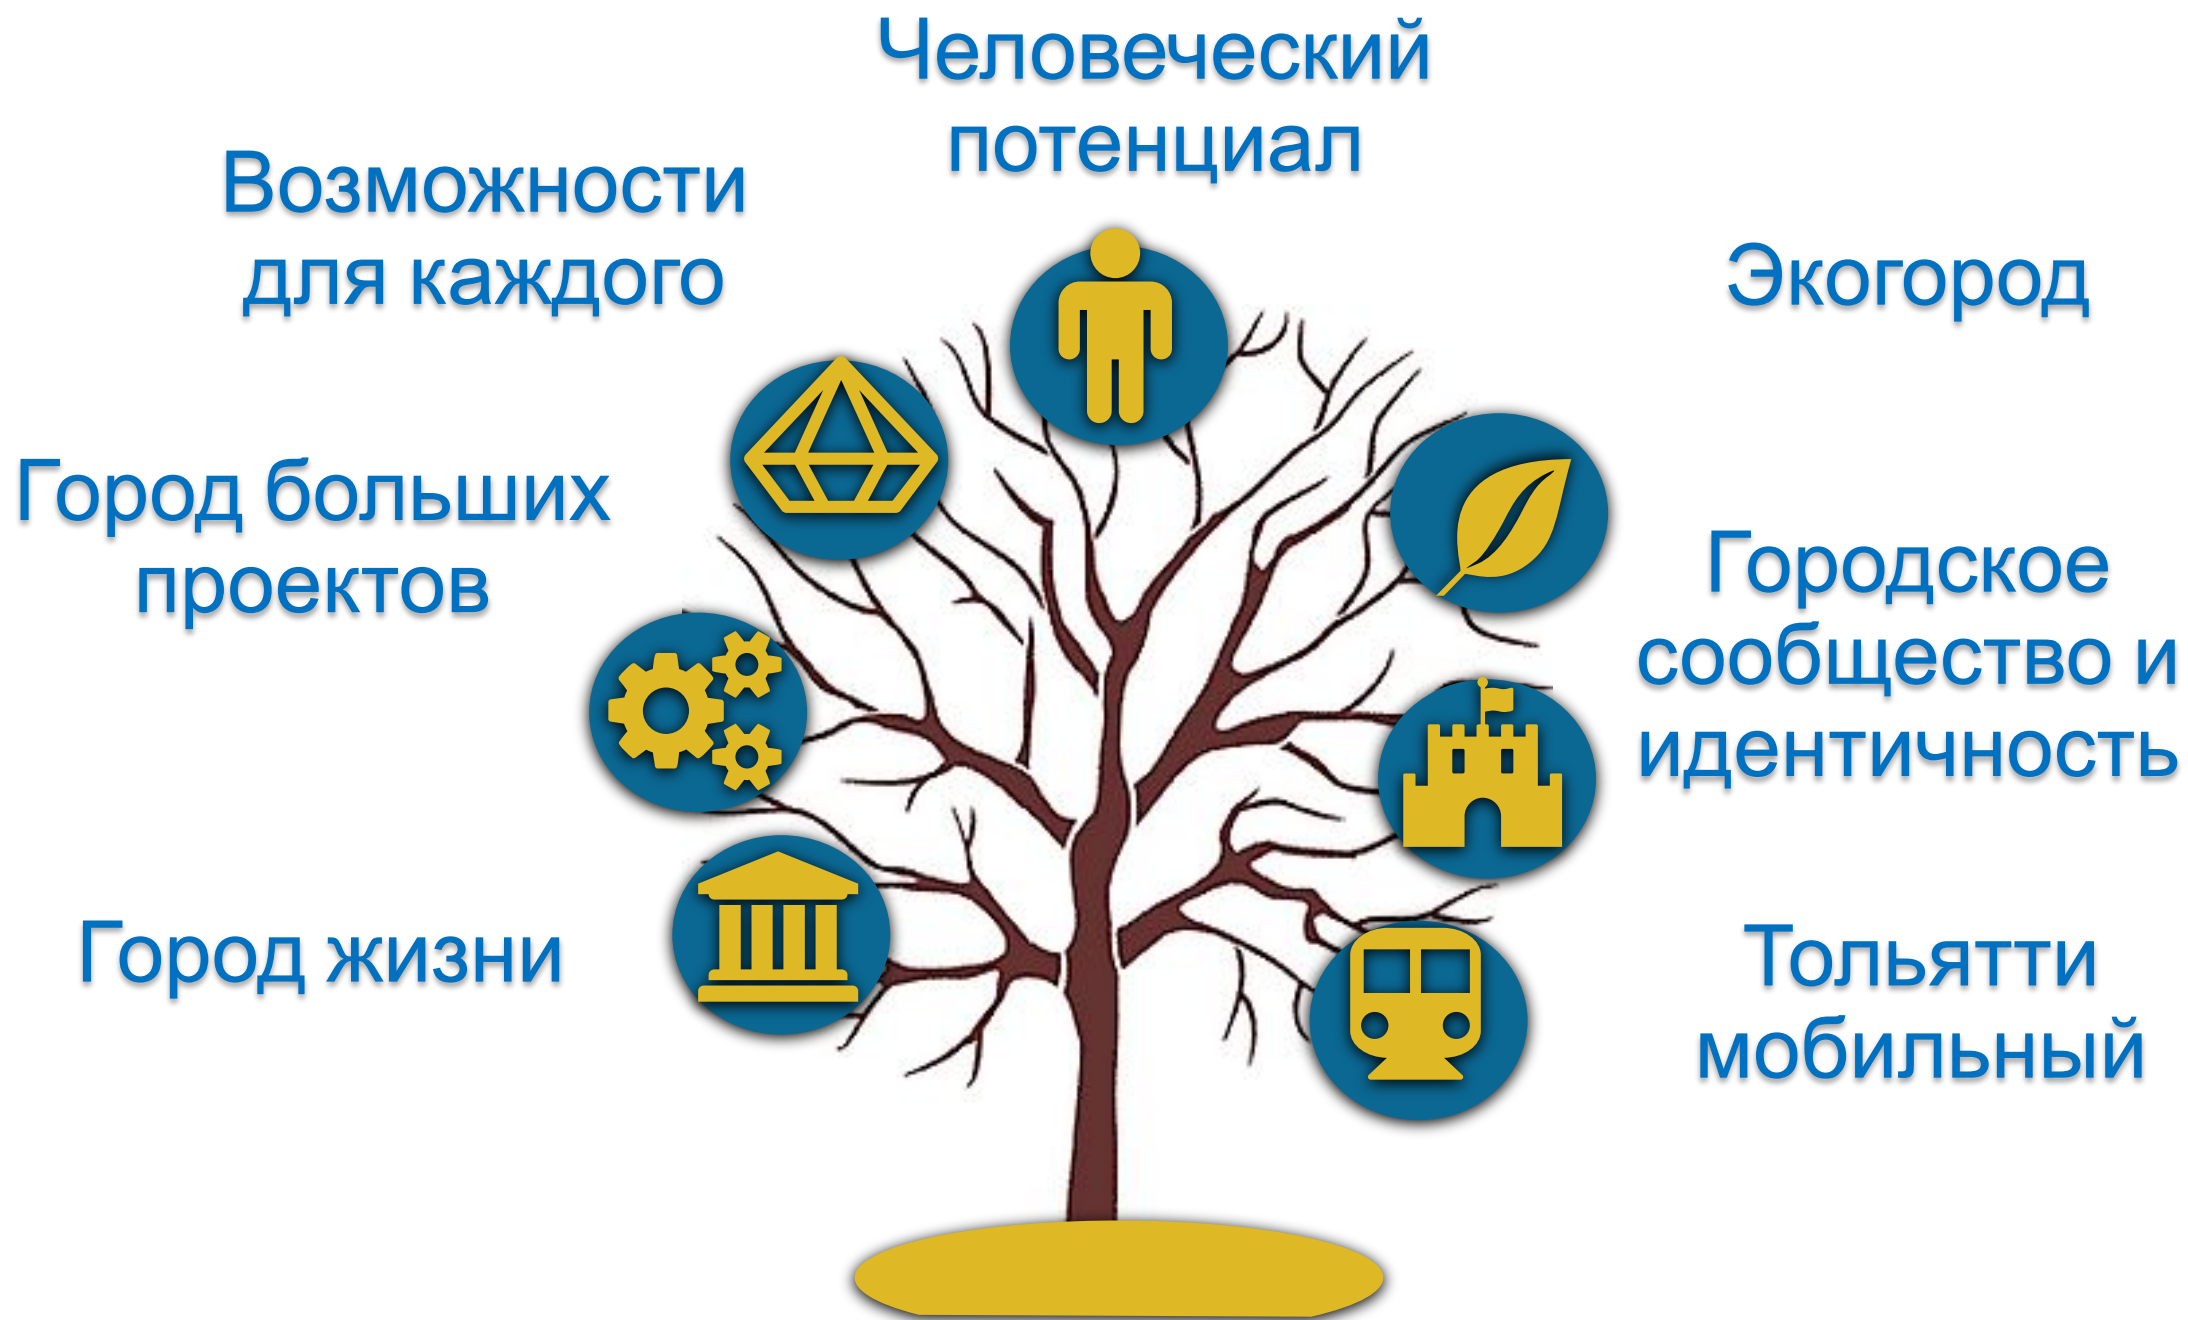 Человеческий
потенциал
Возможности
для каждого
Экогород
Город больших
проектов
Городское
сообщество и
идентичность
Город жизни
Тольятти
мобильный